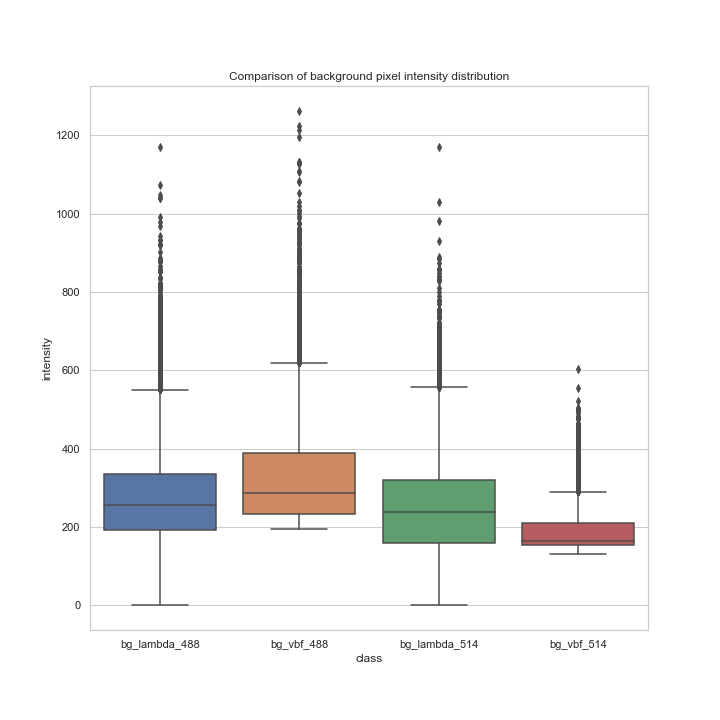 Comparison of background pixel intensity distribution
1200
1000
800
600
400
200
0
intensity
bg_lambda_488 bg_vbf_488 bg_lambda_514 bg_vbf_514
class